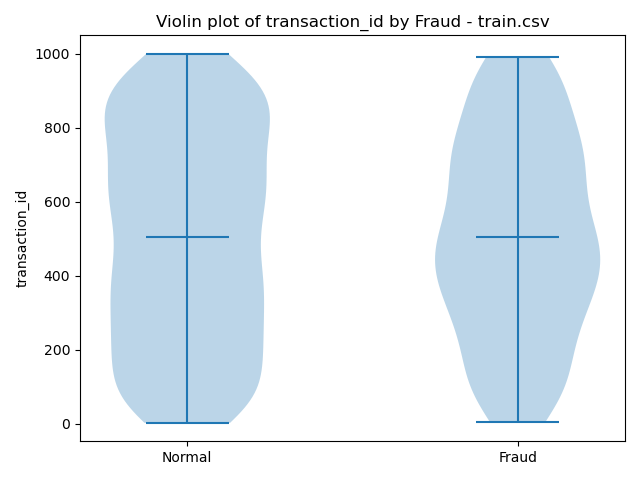 Violin plot of transaction_id by Fraud - train.csv
transaction_id
1000
800
600
400
200
0
Normal
Fraud